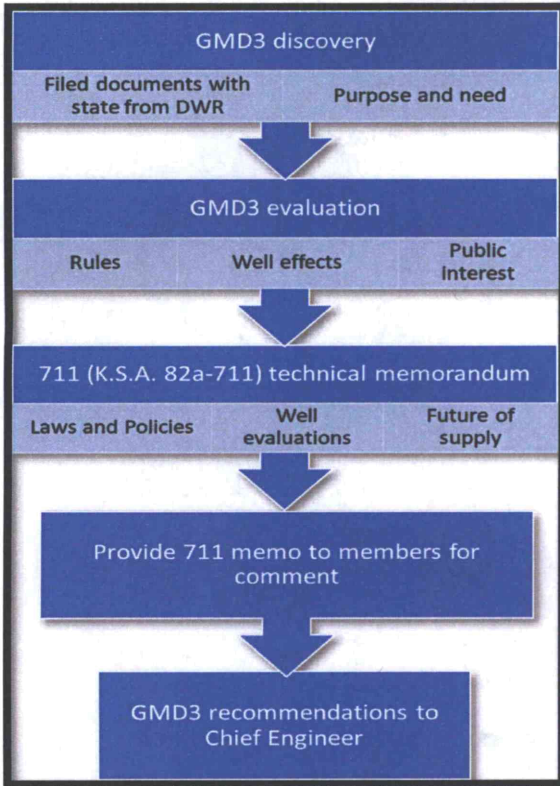 GMD3 discovery
Filed documents with
state from DWR
Purpose and need
GMD3 evaluation
Rules
Well effects
Public
interest
711 (K.S.A. 82a-711) technical memorandum
Laws and Policies
Well
evaluations
Future of
supply
Provide 711 memo to members for
comment
GMD3 recommendations to
Chief Engineer